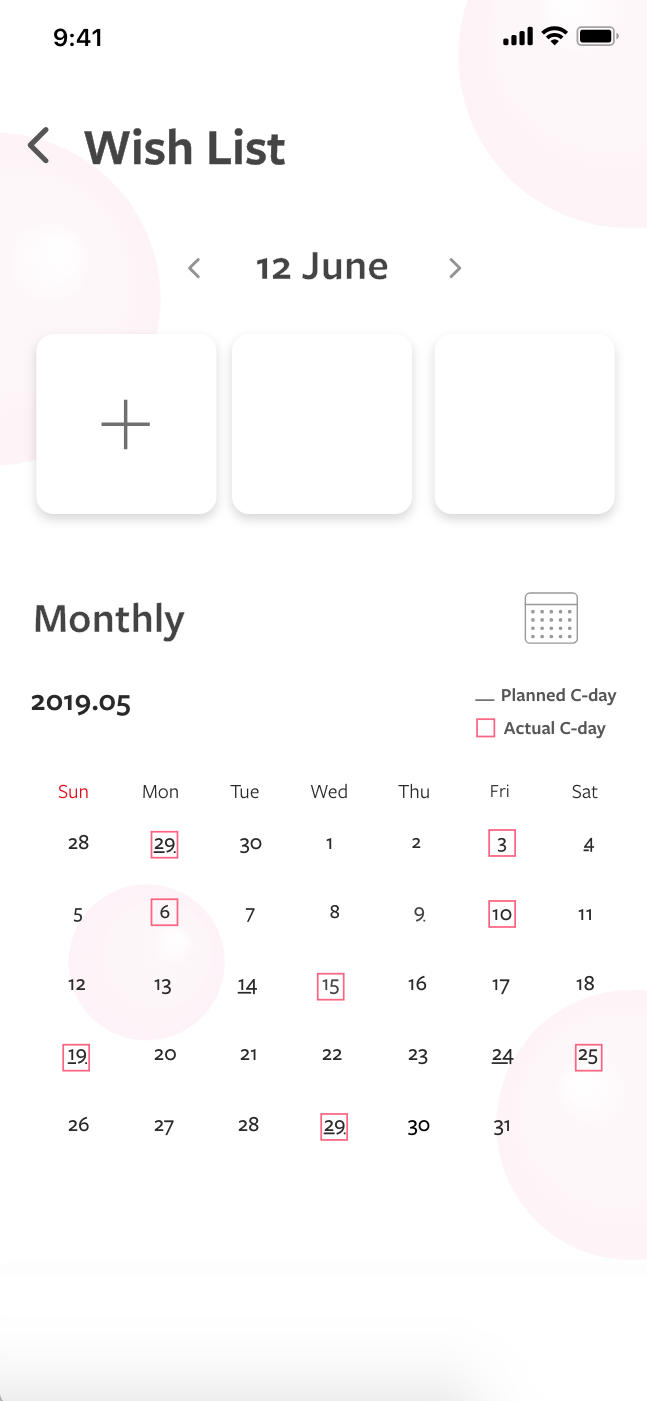 9:41
Wish List
12 June
Monthly
2019.05
Planned C-day
Actual C-day
Sun Mon Tue Wed Thu Fri Sat
28 29 30 1 2 3 4
5 6 7 8 9 10 11
12 13 14 15 16 17 18
19 20 21 22 23 24 25
26 27 28 29 30 31